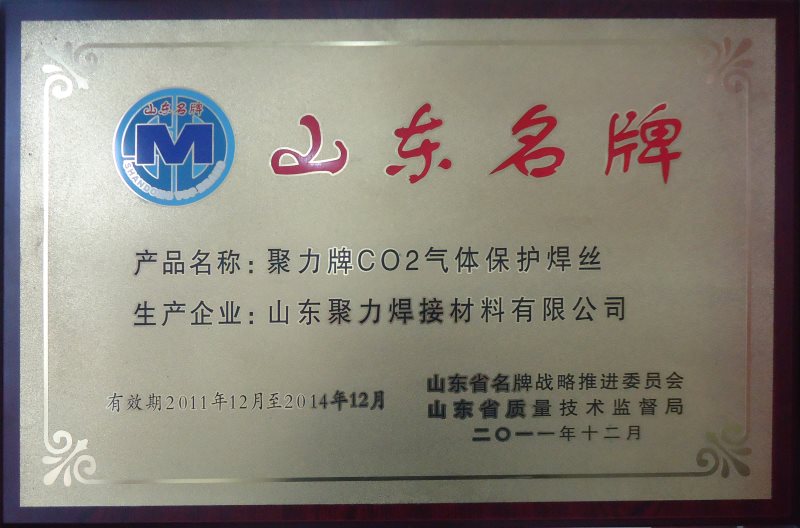 山东名牌
M
SHANDO
山东名牌
产品名称：聚力牌CO2气体保护焊丝
生产企业：山东聚力焊接材料有限公司
有效期2011年12月至2014年12月
山东省名牌战略推进委员会
山东省质量技术监督局
二〇一一年十二月